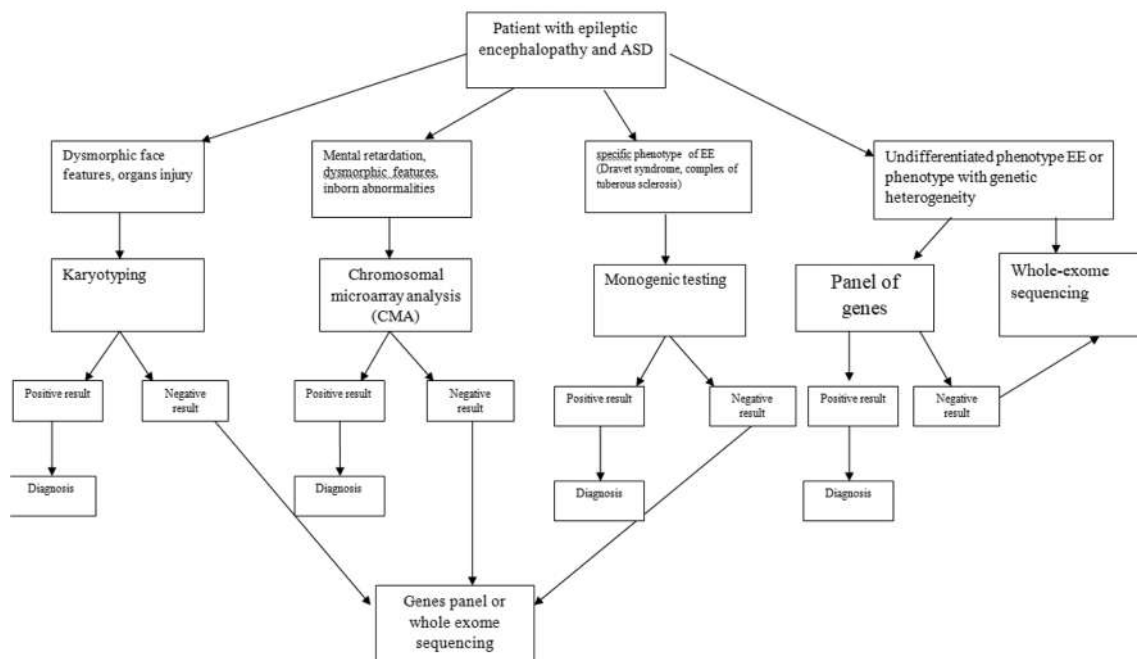 Patient with epileptic
encephalopathy and ASD
Dysmorphic face
features, organs injury
Mental retardation,
dysmorphic features,
inborn abnormalities
specific phenotype of EE
(Dravet syndrome, complex of
tuberous sclerosis)
Undifferentiated phenotype EE or
phenotype with genetic
heterogeneity
Karyotyping
Chromosomal
microarray analysis
(CMA)
Monogenic testing
Panel of
genes
Whole-exome
sequencing
Positive result
Negative
result
Positive result
Negative
result
Positive result
Negative
result
Positive result
Negative
result
Diagnosis
Diagnosis
Diagnosis
Diagnosis
Genes panel or
whole exome
sequencing